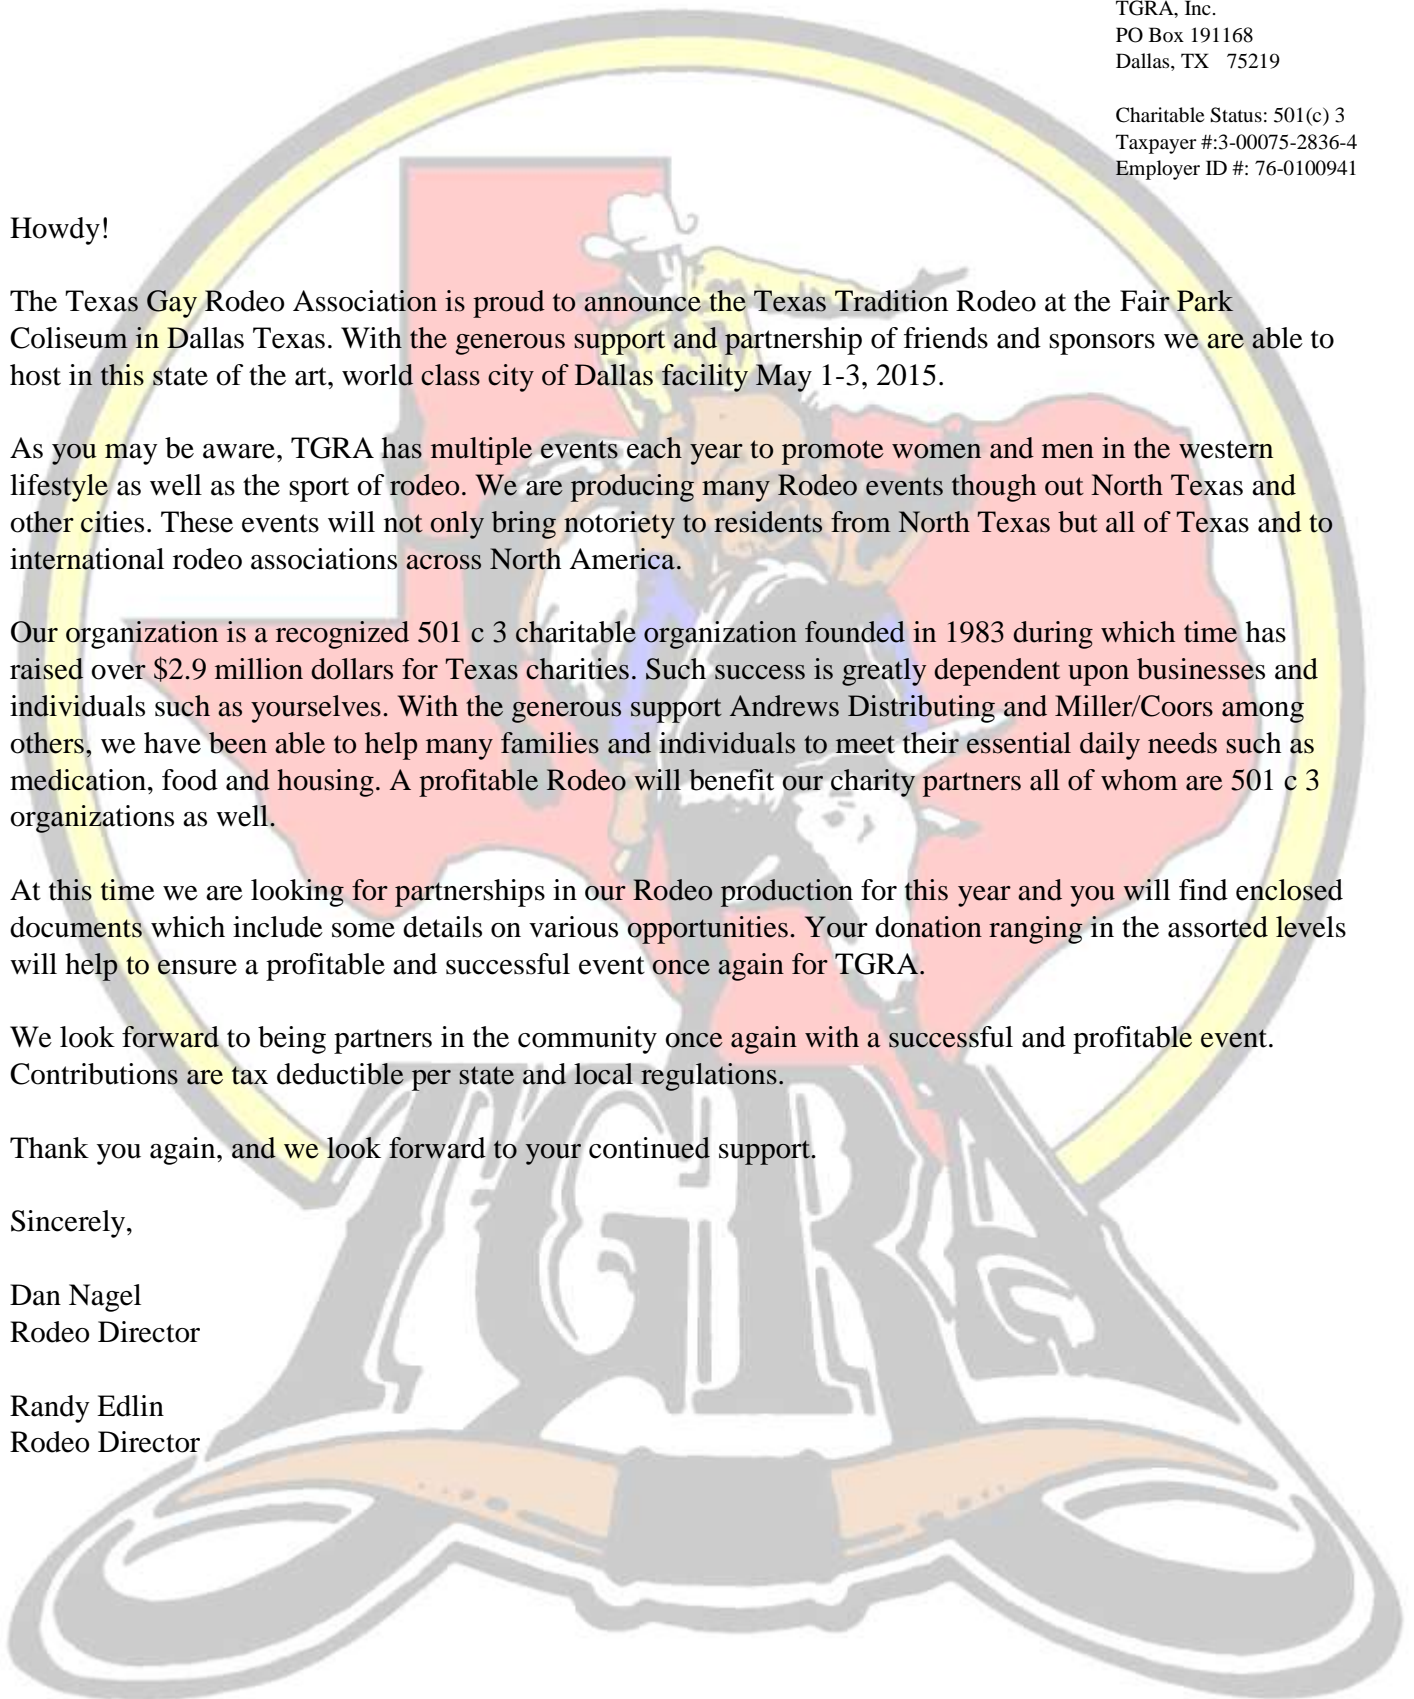 TGRA, Inc.
PO Box 191168
Dallas, TX 75219
Charitable Status: 501(c) 3
Taxpayer #:3-00075-2836-4
Employer ID #: 76-0100941
Howdy!
The Texas Gay Rodeo Association is proud to announce the Texas Tradition Rodeo at the Fair Park
Coliseum in Dallas Texas. With the generous support and partnership of friends and sponsors we are able to
host in this state of the art, world class city of Dallas facility May 1-3, 2015.
As you may be aware, TGRA has multiple events each year to promote women and men in the western
lifestyle as well as the sport of rodeo. We are producing many Rodeo events though out North Texas and
other cities. These events will not only bring notoriety to residents from North Texas but all of Texas and to
international rodeo associations across North America.
Our organization is a recognized 501 c 3 charitable organization founded in 1983 during which time has
raised over $2.9 million dollars for Texas charities. Such success is greatly dependent upon businesses and
individuals such as yourselves. With the generous support Andrews Distributing and Miller/Coors among
others, we have been able to help many families and individuals to meet their essential daily needs such as
medication, food and housing. A profitable Rodeo will benefit our charity partners all of whom are 501 c 3
organizations as well.
At this time we are looking for partnerships in our Rodeo production for this year and you will find enclosed
documents which include some details on various opportunities. Your donation ranging in the assorted levels
will help to ensure a profitable and successful event once again for TGRA.
We look forward to being partners in the community once again with a successful and profitable event.
Contributions are tax deductible per state and local regulations.
Thank you again, and we look forward to your continued support.
Sincerely,
Dan Nagel
Rodeo Director
Randy Edlin
Rodeo Director
TGRA